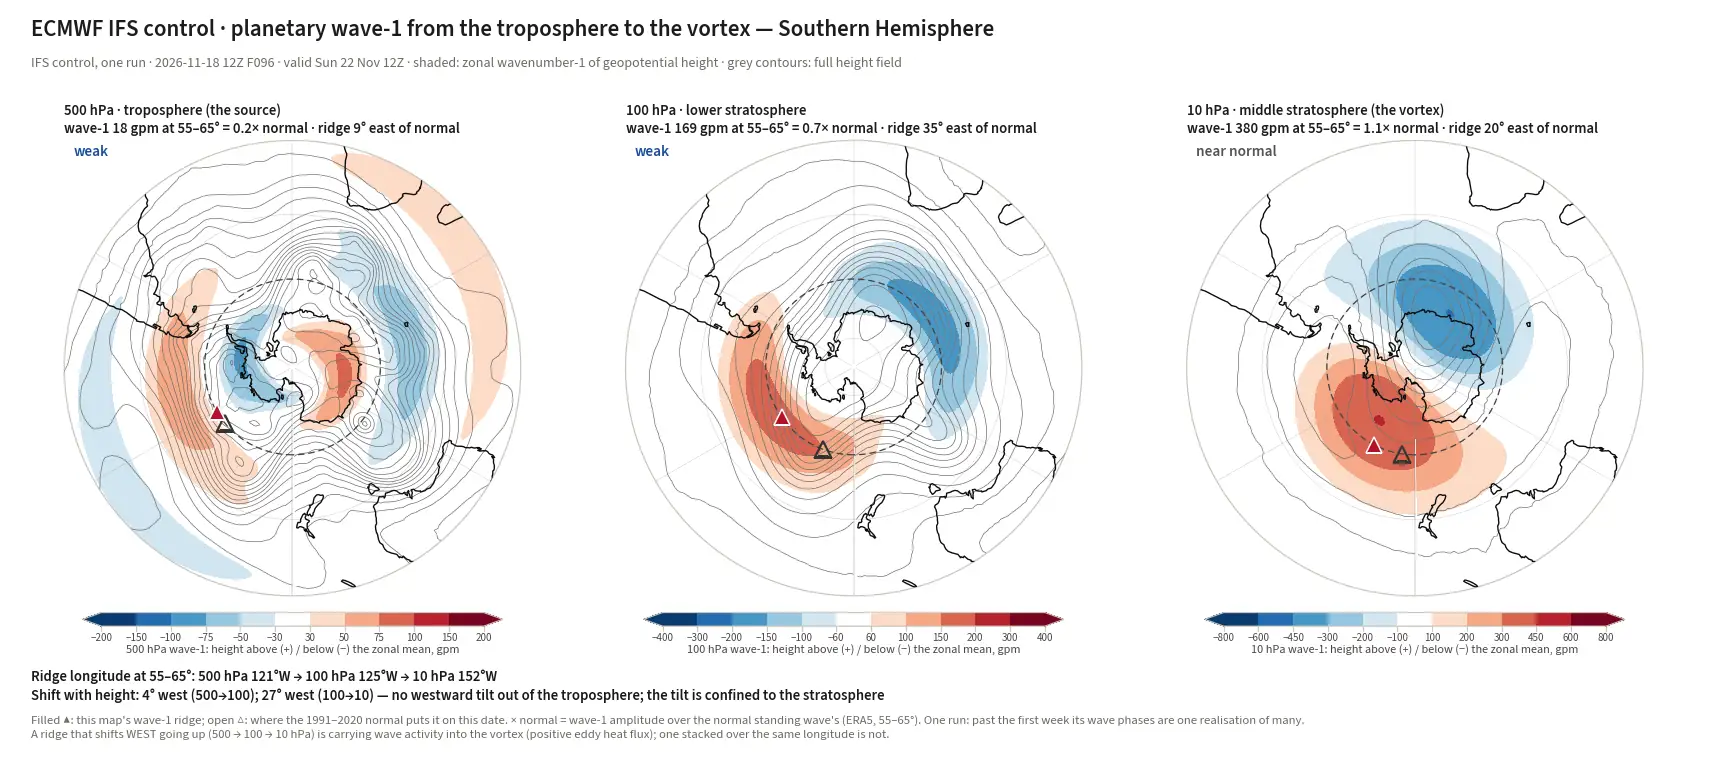 ECMWF IFS control · planetary wave-1 from the troposphere to the vortex — Southern Hemisphere
IFS control, one run · 2026-11-18 12Z F096 · valid Sun 22 Nov 12Z · shaded: zonal wavenumber-1 of geopotential height · grey contours: full height field
500 hPa · troposphere (the source)
wave-1 18 gpm at 55–65° = 0.2× normal · ridge 9° east of normal
weak
100 hPa · lower stratosphere
wave-1 169 gpm at 55–65° = 0.7× normal · ridge 35° east of normal
weak
10 hPa · middle stratosphere (the vortex)
wave-1 380 gpm at 55–65° = 1.1× normal · ridge 20° east of normal
near normal
−200 −150 −100 −75 −50 −30 30 50 75 100 150 200
500 hPa wave-1: height above (+) / below (−) the zonal mean, gpm
−400 −300 −200 −150 −100 −60 60 100 150 200 300 400
100 hPa wave-1: height above (+) / below (−) the zonal mean, gpm
−800 −600 −450 −300 −200 −100 100 200 300 450 600 800
10 hPa wave-1: height above (+) / below (−) the zonal mean, gpm
Ridge longitude at 55–65°: 500 hPa 121°W → 100 hPa 125°W → 10 hPa 152°W
Shift with height: 4° west (500→100); 27° west (100→10) — no westward tilt out of the troposphere; the tilt is confined to the stratosphere
Filled ▲: this map's wave-1 ridge; open △: where the 1991–2020 normal puts it on this date. × normal = wave-1 amplitude over the normal standing wave's (ERA5, 55–65°). One run: past the first week its wave phases are one realisation of many.
A ridge that shifts WEST going up (500 → 100 → 10 hPa) is carrying wave activity into the vortex (positive eddy heat flux); one stacked over the same longitude is not.